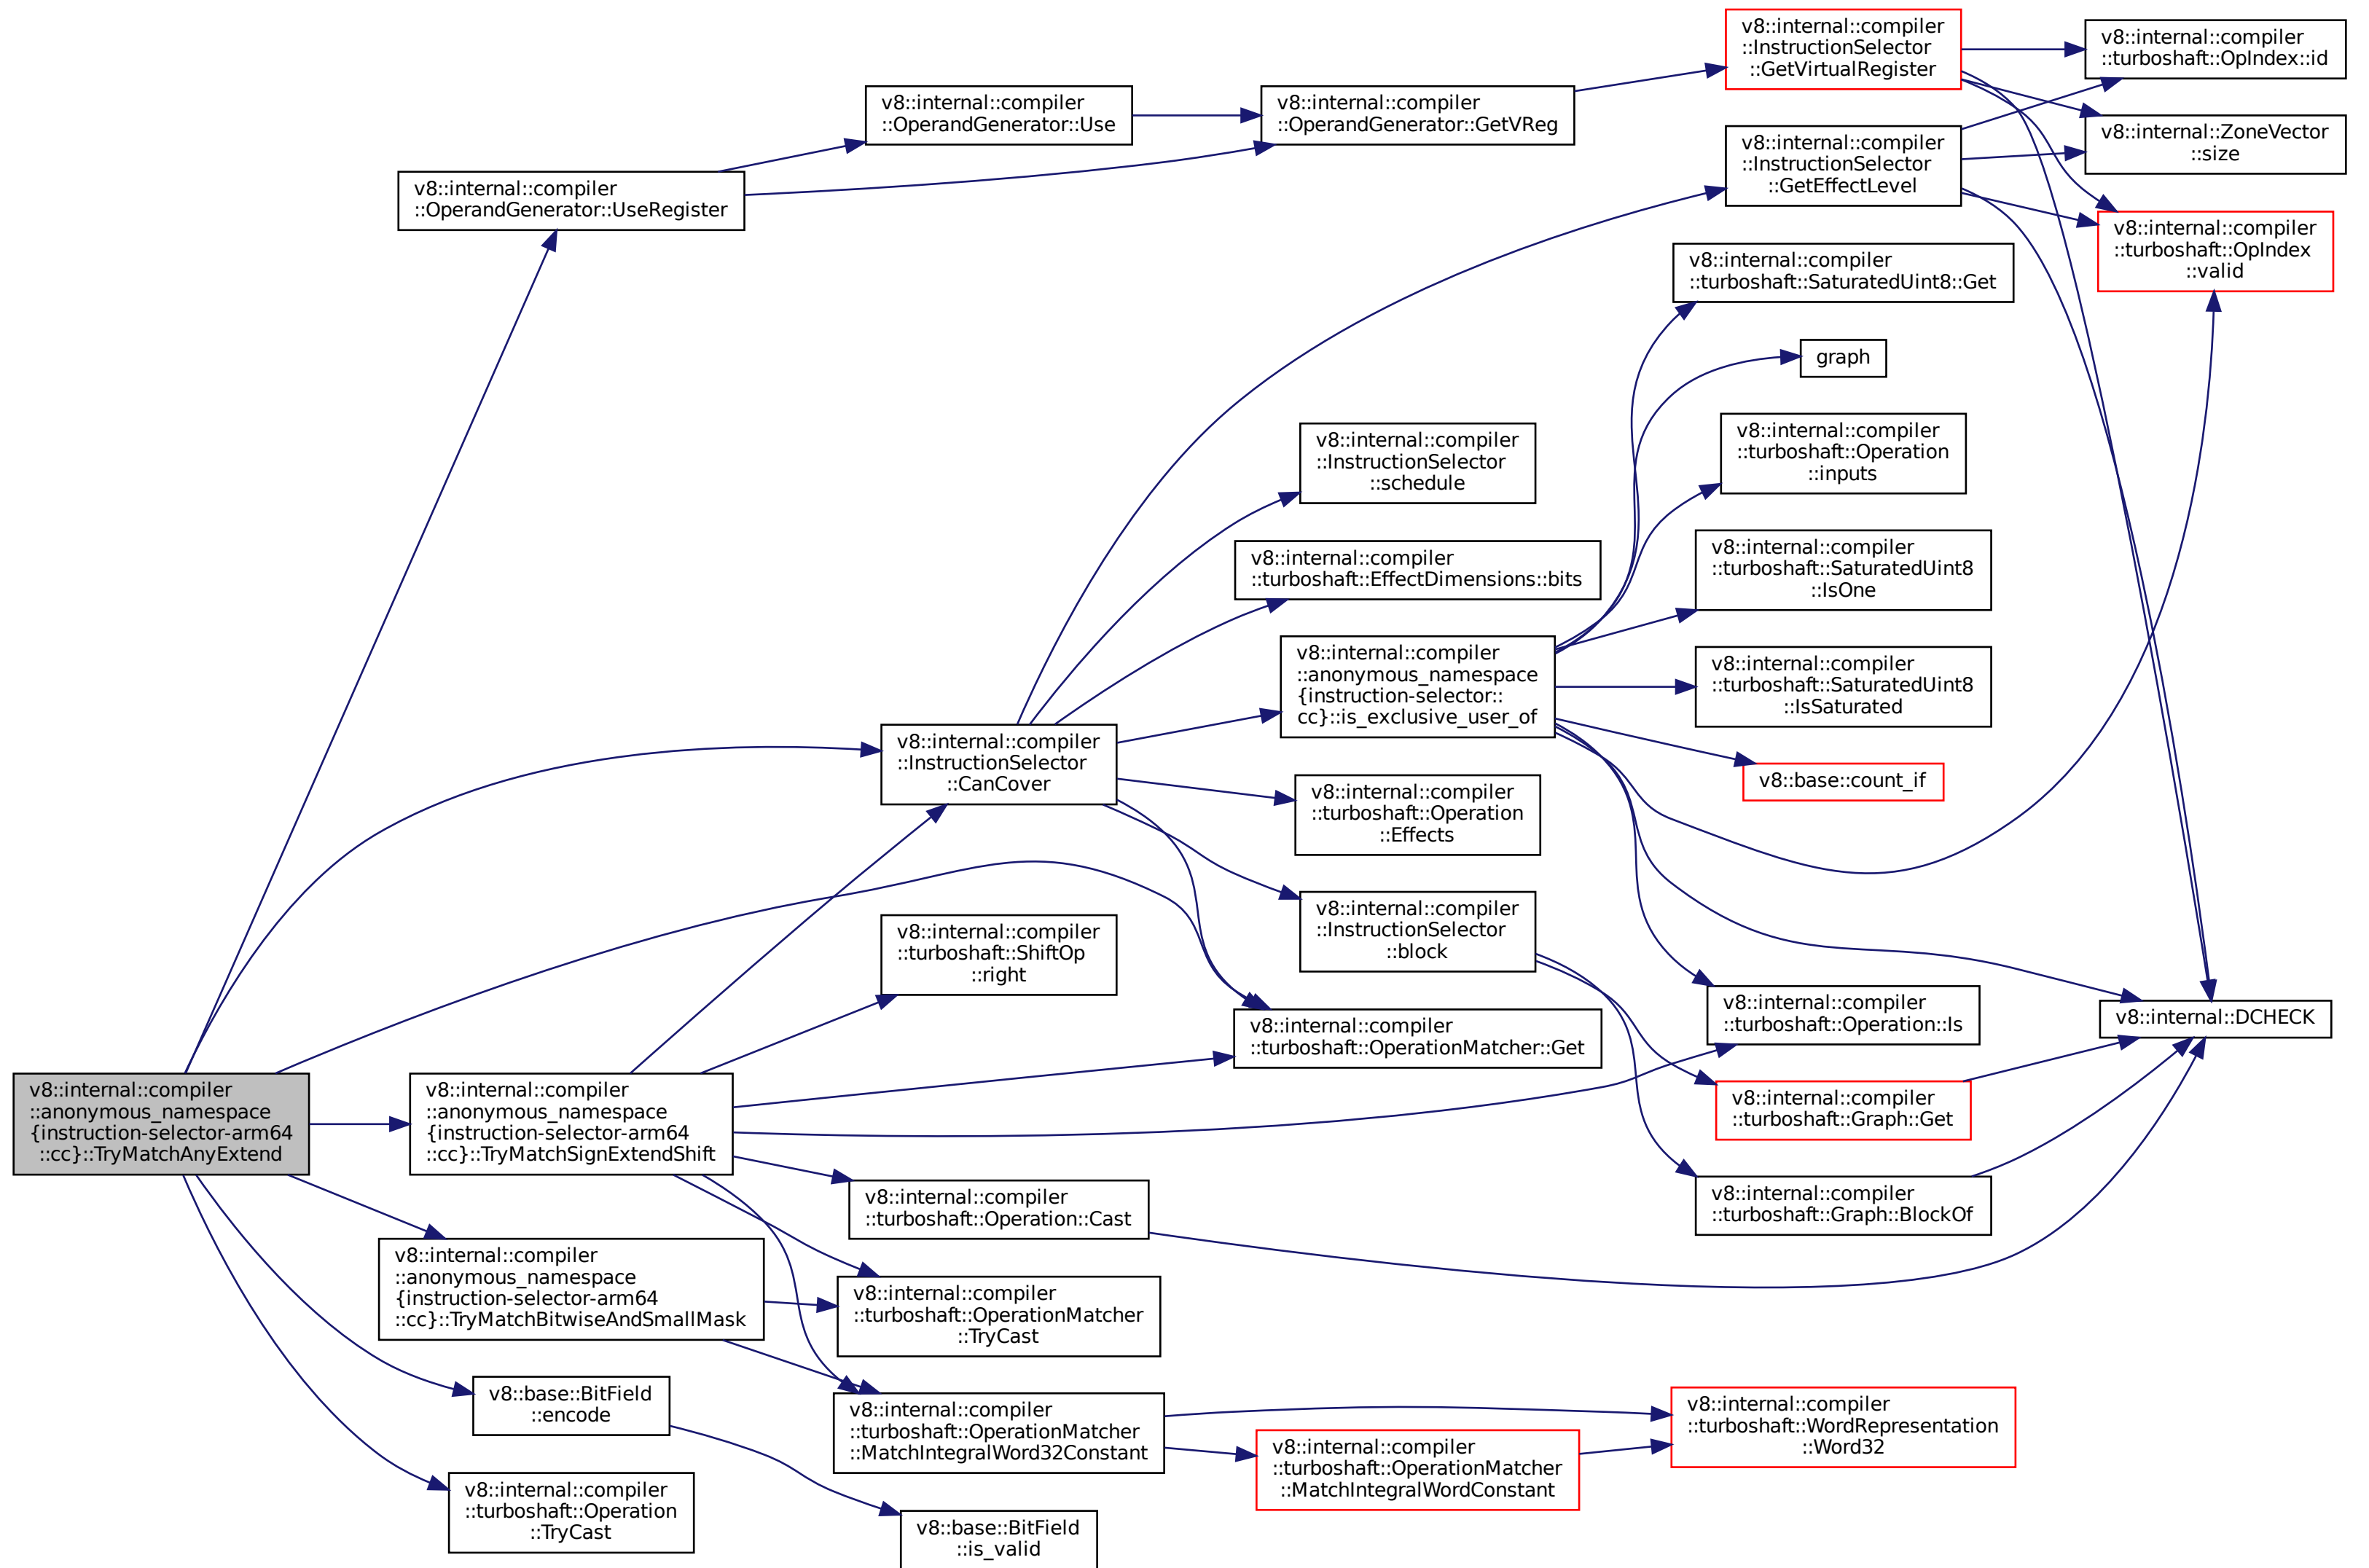 v8::internal::compiler
::InstructionSelector
::GetVirtualRegister
v8::internal::compiler
::turboshaft::OpIndex::id
v8::internal::compiler
::OperandGenerator::Use
v8::internal::compiler
::OperandGenerator::GetVReg
v8::internal::ZoneVector
::size
v8::internal::compiler
::InstructionSelector
::GetEffectLevel
v8::internal::compiler
::OperandGenerator::UseRegister
v8::internal::compiler
::turboshaft::OpIndex
::valid
v8::internal::compiler
::turboshaft::SaturatedUint8::Get
graph
v8::internal::compiler
::turboshaft::Operation
::inputs
v8::internal::compiler
::InstructionSelector
::schedule
v8::internal::compiler
::turboshaft::SaturatedUint8
::IsOne
v8::internal::compiler
::turboshaft::EffectDimensions::bits
v8::internal::compiler
::anonymous_namespace
{instruction-selector::
cc}::is_exclusive_user_of
v8::internal::compiler
::turboshaft::SaturatedUint8
::IsSaturated
v8::internal::compiler
::InstructionSelector
::CanCover
v8::base::count_if
v8::internal::compiler
::turboshaft::Operation
::Effects
v8::internal::compiler
::InstructionSelector
::block
v8::internal::compiler
::turboshaft::ShiftOp
::right
v8::internal::compiler
::turboshaft::Operation::Is
v8::internal::DCHECK
v8::internal::compiler
::turboshaft::OperationMatcher::Get
v8::internal::compiler
::anonymous_namespace
{instruction-selector-arm64
::cc}::TryMatchAnyExtend
v8::internal::compiler
::anonymous_namespace
{instruction-selector-arm64
::cc}::TryMatchSignExtendShift
v8::internal::compiler
::turboshaft::Graph::Get
v8::internal::compiler
::turboshaft::Operation::Cast
v8::internal::compiler
::turboshaft::Graph::BlockOf
v8::internal::compiler
::anonymous_namespace
{instruction-selector-arm64
::cc}::TryMatchBitwiseAndSmallMask
v8::internal::compiler
::turboshaft::OperationMatcher
::TryCast
v8::base::BitField
::encode
v8::internal::compiler
::turboshaft::OperationMatcher
::MatchIntegralWord32Constant
v8::internal::compiler
::turboshaft::WordRepresentation
::Word32
v8::internal::compiler
::turboshaft::OperationMatcher
::MatchIntegralWordConstant
v8::internal::compiler
::turboshaft::Operation
::TryCast
v8::base::BitField
::is_valid